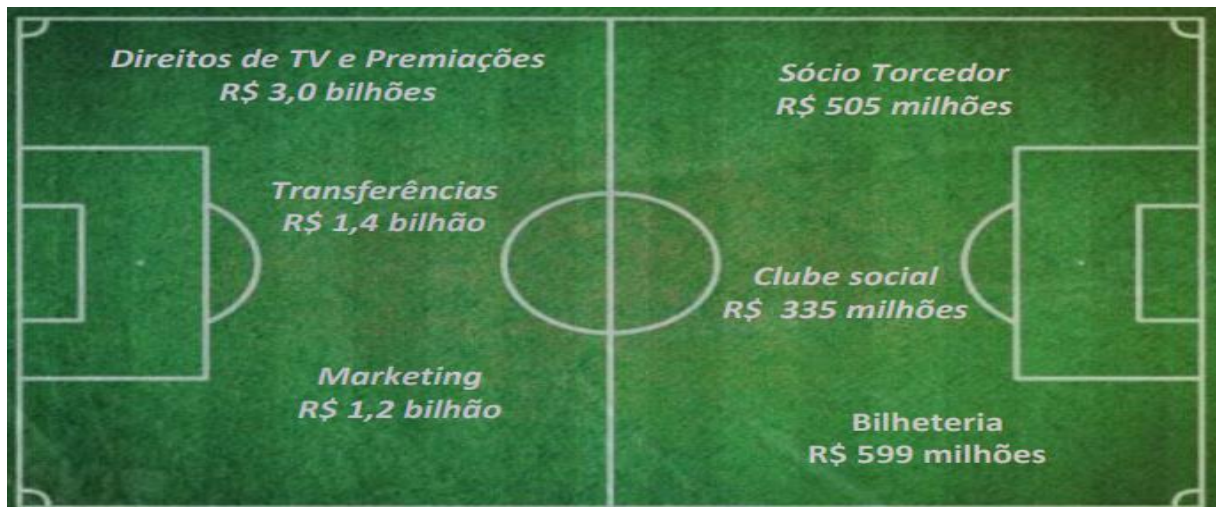 Direitos de TV e Premiações
R$ 3,0 bilhões
Transferências
R$ 1,4 bilhão
Marketing
R$ 1,2 bilhão
Sócio Torcedor
R$ 505 milhões
Clube social
R$ 335 milhões
Bilheteria
R$ 599 milhões